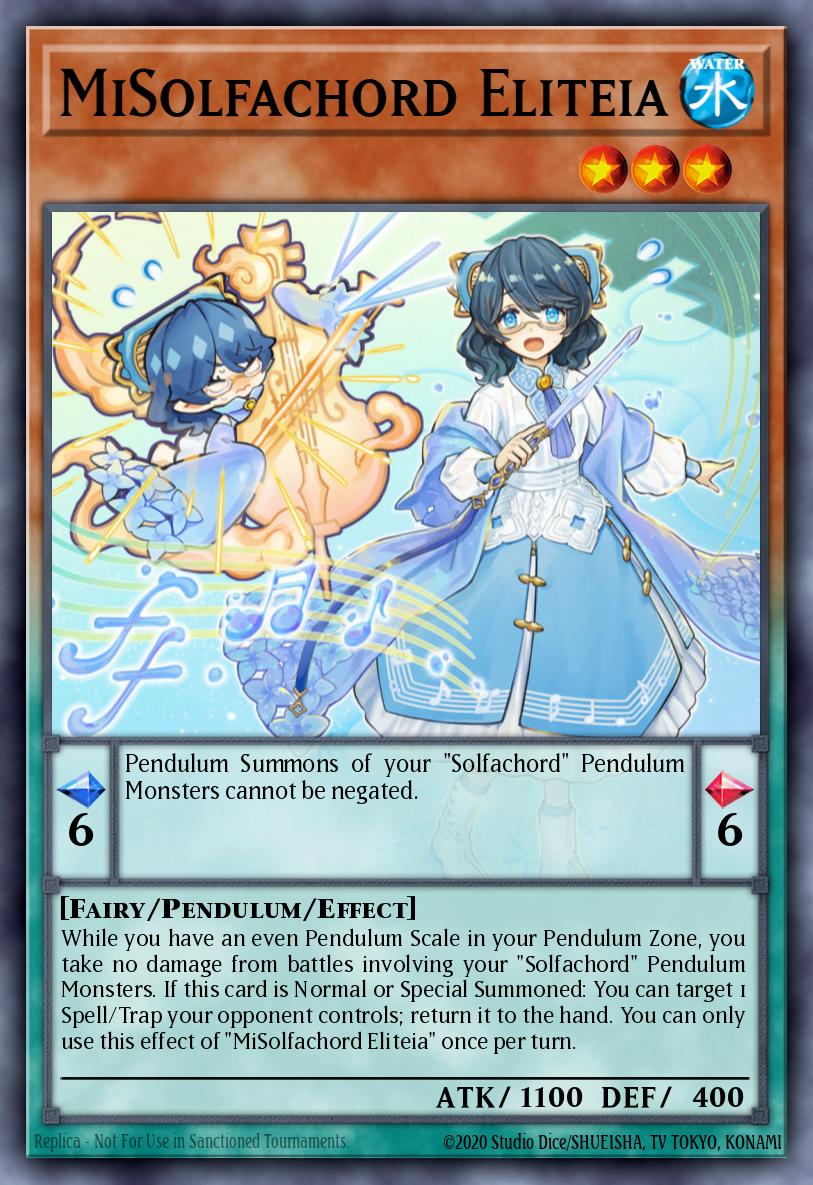 MiSolfachord Eliteia
WATER
水
Pendulum Summons of your "Solfachord" Pendulum
Monsters cannot be negated.
6
6
[Fairy/Pendulum/Effect]
While you have an even Pendulum Scale in your Pendulum Zone, you
take no damage from battles involving your "Solfachord" Pendulum
Monsters. If this card is Normal or Special Summoned: You can target 1
Spell/Trap your opponent controls; return it to the hand. You can only
use this effect of "MiSolfachord Eliteia" once per turn.
ATK/ 1100 DEF/ 400
Replica - Not For Use in Sanctioned Tournaments.
©2020 Studio Dice/SHUEISHA, TV TOKYO, KONAMI